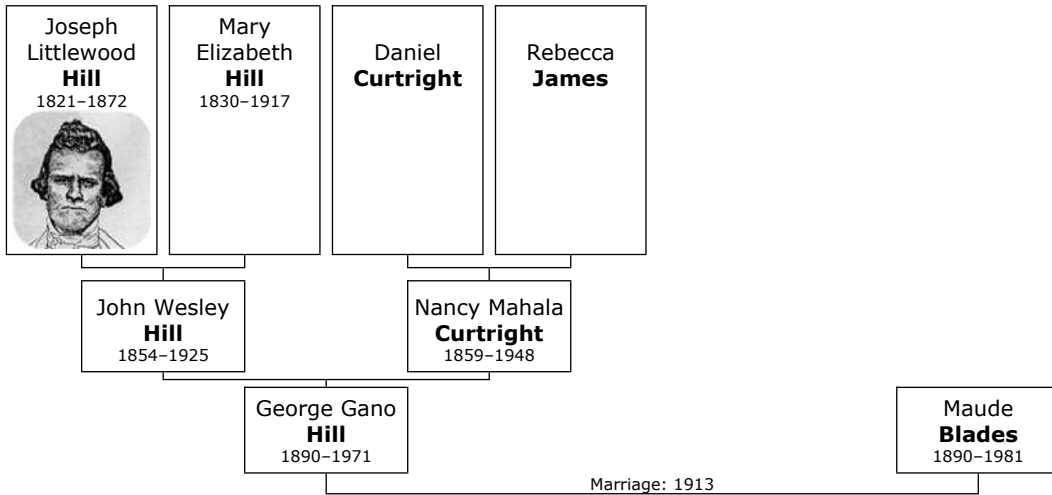 Joseph
Littlewood
Hill
1821–1872
Mary
Elizabeth
Hill
1830–1917
Daniel
Curtright
Rebecca
James
John Wesley
Hill
1854–1925
Nancy Mahala
Curtright
1859–1948
George Gano
Hill
1890–1971
Maude
Blades
1890–1981
Marriage: 1913